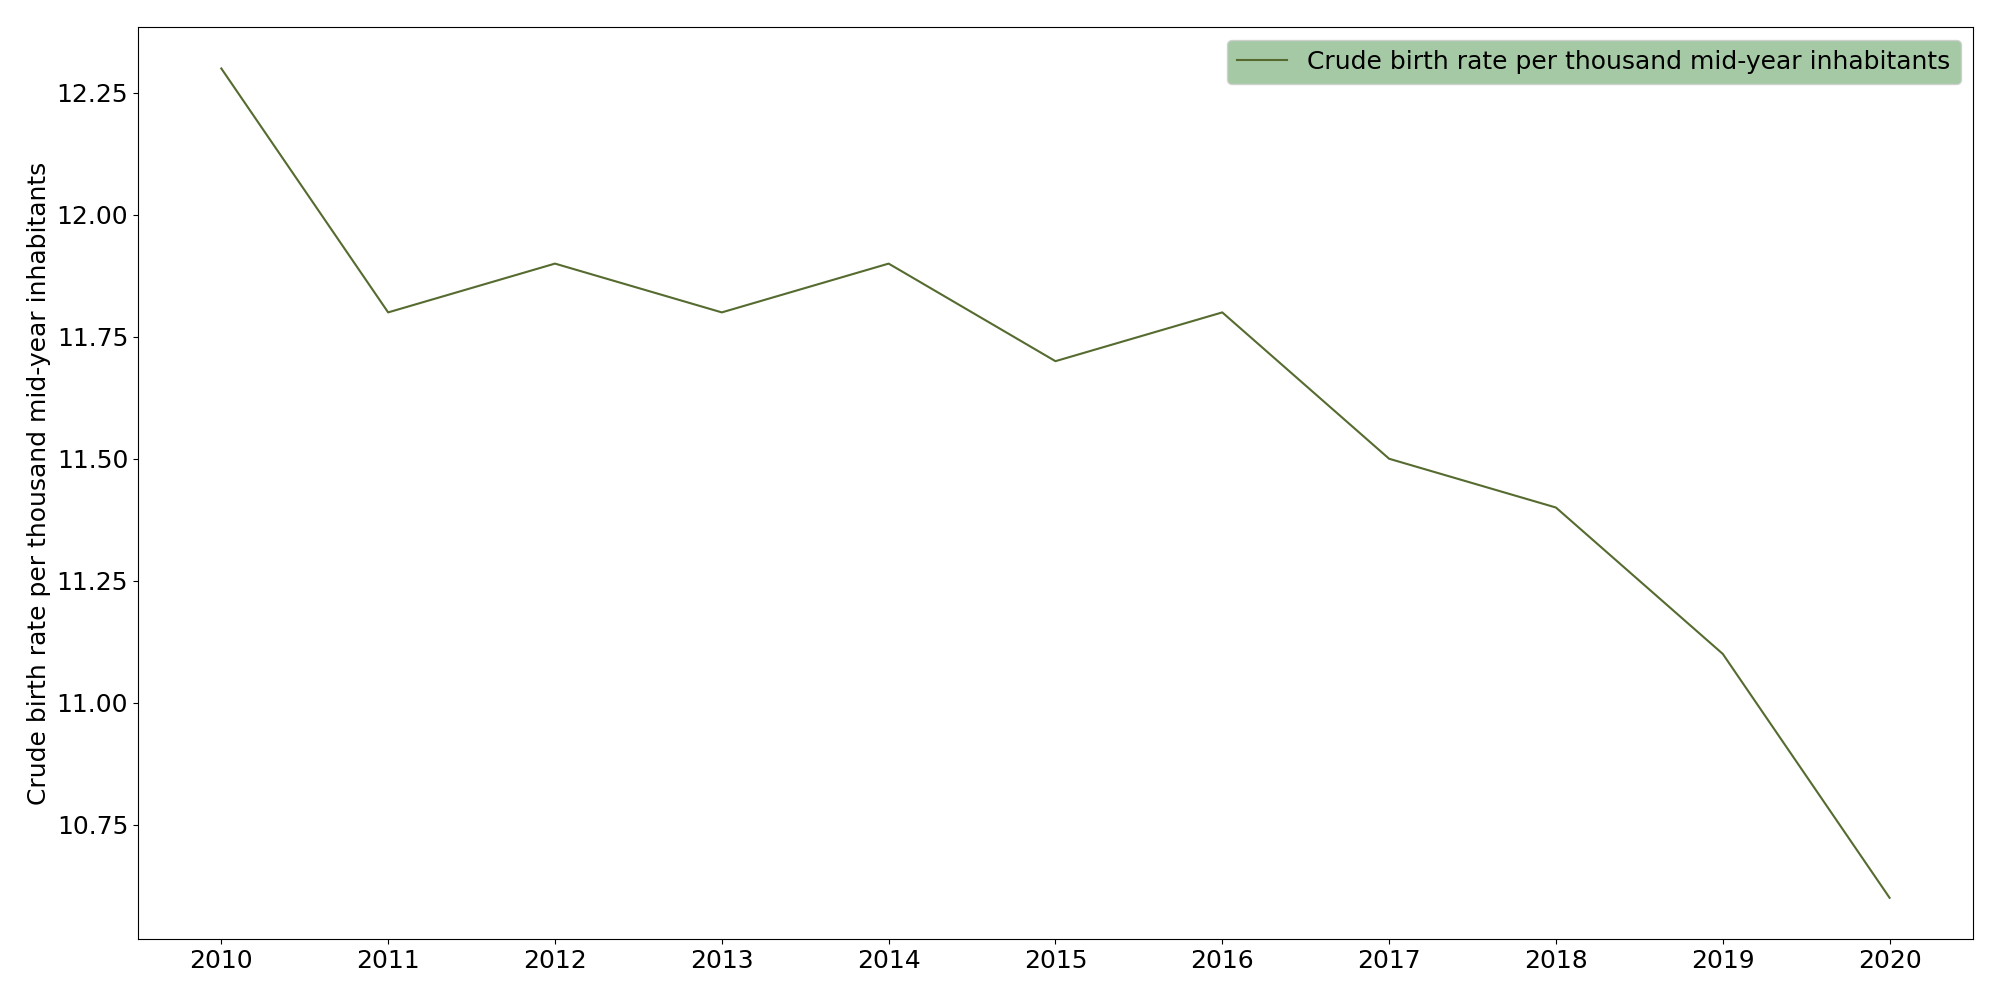 Crude birth rate per thousand mid-year inhabitants
Crude birth rate per thousand mid-year inhabitants
12.25
12.00
11.75
11.50
11.25
11.00
10.75
2010 2011 2012 2013 2014 2015 2016 2017 2018 2019 2020